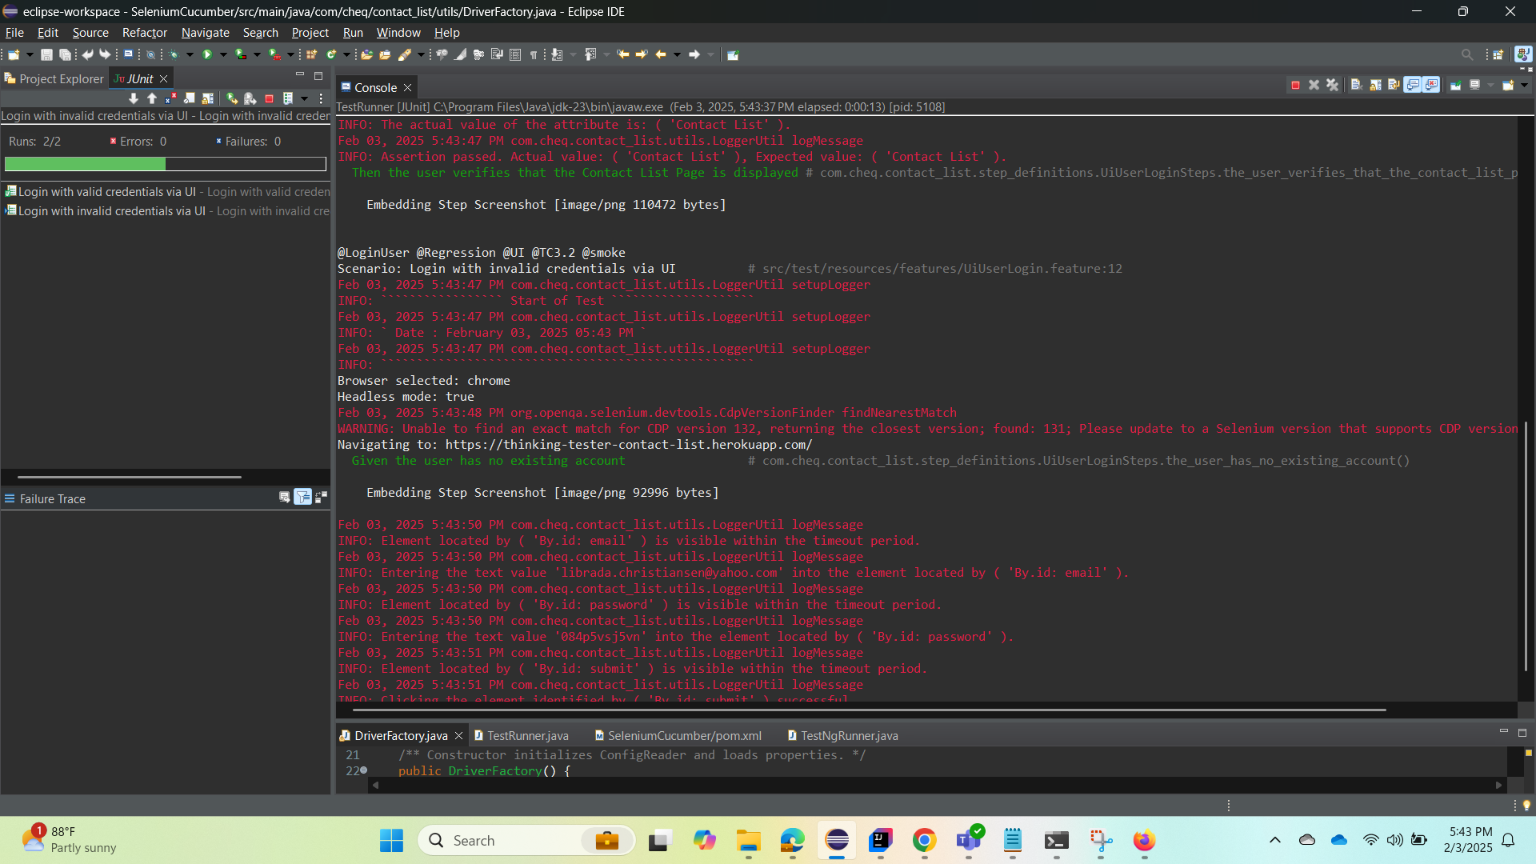 eclipse-workspace - SeleniumCucumber/src/main/java/com/cheq/contact_list/utils/DriverFactory.java - Eclipse IDE
File Edit Source Refactor Navigate Search Project Run Window Help
Project Explorer JUnit
Console
TestRunner [JUnit] C:\Program Files\Java\jdk-23\bin\javaw.exe (Feb 3, 2025, 5:43:37 PM elapsed: 0:00:13) [pid: 5108]
Login with invalid credentials via UI - Login with invalid creder
Runs: 2/2 Errors: 0 Failures: 0
Login with valid credentials via UI - Login with valid creden
Login with invalid credentials via UI - Login with invalid cre
Failure Trace
INFO: The actual value of the attribute is: ( 'Contact List' ).
Feb 03, 2025 5:43:47 PM com.cheq.contact_list.utils.LoggerUtil logMessage
INFO: Assertion passed. Actual value: ( 'Contact List' ), Expected value: ( 'Contact List' ).
Then the user verifies that the Contact List Page is displayed # com.cheq.contact_list.step_definitions.UiUserLoginSteps.the_user_verifies_that_the_contact_list_p
Embedding Step Screenshot [image/png 110472 bytes]
@LoginUser @Regression @UI @TC3.2 @smoke
Scenario: Login with invalid credentials via UI # src/test/resources/features/UiUserLogin.feature:12
Feb 03, 2025 5:43:47 PM com.cheq.contact_list.utils.LoggerUtil setupLogger
INFO: ````````````````` Start of Test ```````````````````
Feb 03, 2025 5:43:47 PM com.cheq.contact_list.utils.LoggerUtil setupLogger
INFO: ` Date : February 03, 2025 05:43 PM `
Feb 03, 2025 5:43:47 PM com.cheq.contact_list.utils.LoggerUtil setupLogger
INFO: ````````````````````````````````````````````````````
Browser selected: chrome
Headless mode: true
Feb 03, 2025 5:43:48 PM org.openqa.selenium.devtools.CdpVersionFinder findNearestMatch
WARNING: Unable to find an exact match for CDP version 132, returning the closest version; found: 131; Please update to a Selenium version that supports CDP version
Navigating to: https://thinking-tester-contact-list.herokuapp.com/
Given the user has no existing account # com.cheq.contact_list.step_definitions.UiUserLoginSteps.the_user_has_no_existing_account()
Embedding Step Screenshot [image/png 92996 bytes]
Feb 03, 2025 5:43:50 PM com.cheq.contact_list.utils.LoggerUtil logMessage
INFO: Element located by ( 'By.id: email' ) is visible within the timeout period.
Feb 03, 2025 5:43:50 PM com.cheq.contact_list.utils.LoggerUtil logMessage
INFO: Entering the text value 'librada.christiansen@yahoo.com' into the element located by ( 'By.id: email' ).
Feb 03, 2025 5:43:50 PM com.cheq.contact_list.utils.LoggerUtil logMessage
INFO: Element located by ( 'By.id: password' ) is visible within the timeout period.
Feb 03, 2025 5:43:50 PM com.cheq.contact_list.utils.LoggerUtil logMessage
INFO: Entering the text value '084p5vsj5vn' into the element located by ( 'By.id: password' ).
Feb 03, 2025 5:43:51 PM com.cheq.contact_list.utils.LoggerUtil logMessage
INFO: Element located by ( 'By.id: submit' ) is visible within the timeout period.
Feb 03, 2025 5:43:51 PM com.cheq.contact_list.utils.LoggerUtil logMessage
INFO: Clicking the element identified by ( 'By.id: submit' ) successful
DriverFactory.java TestRunner.java SeleniumCucumber/pom.xml TestNgRunner.java
21 /** Constructor initializes ConfigReader and loads properties. */
22 public DriverFactory() {
1
88°F
Partly sunny
Search
5:43 PM
2/3/2025